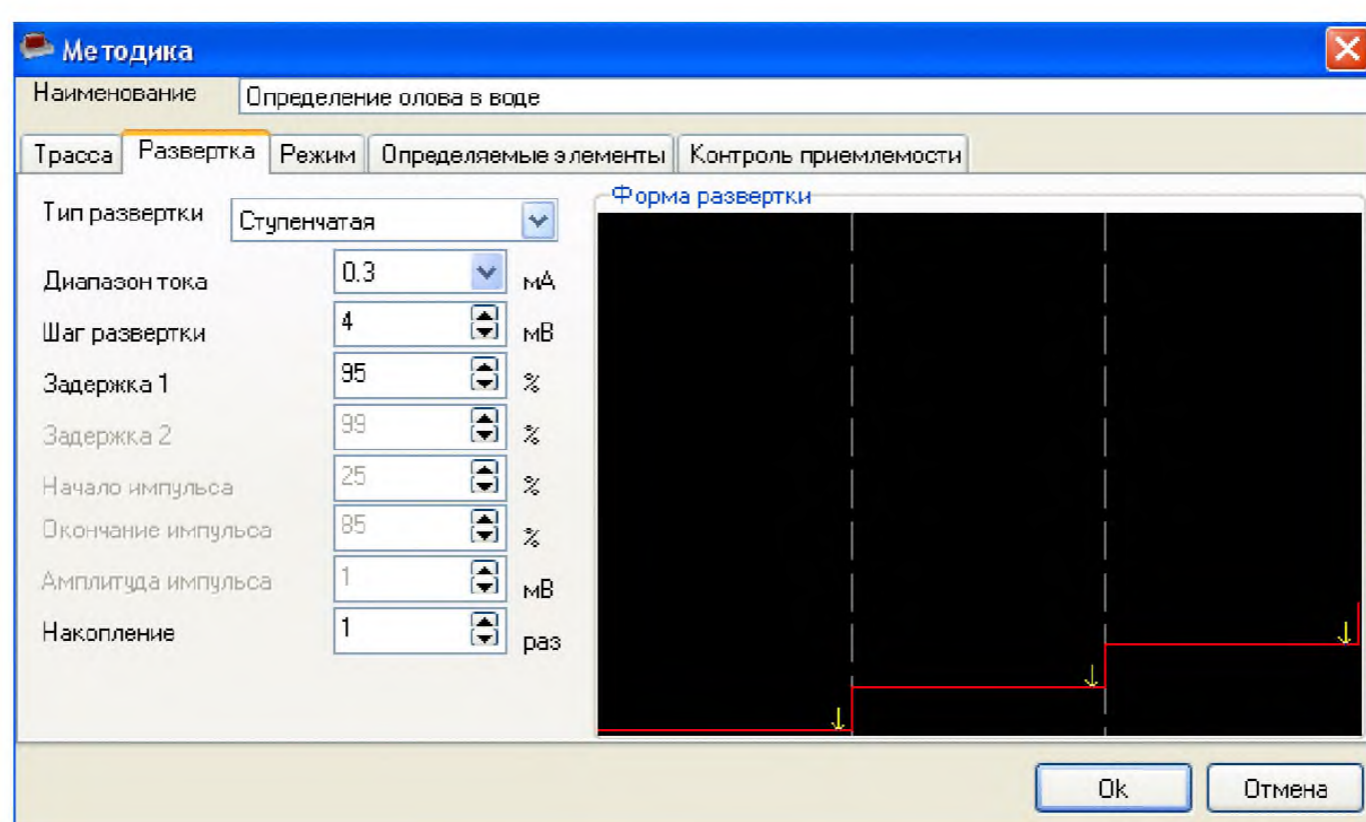 Методика
Наименование Определение олова в воде
Трасса Развертка Режим Определяемые элементы Контроль приемлемости
Тип развертки Ступенчатая
Диапазон тока 0.3 мА
Шаг развертки 4 мВ
Задержка 1 95 %
Задержка 2 99 %
Начало импульса 25 %
Окончание импульса 85 %
Амплитуда импульса 1 мВ
Накопление 1 раз
Форма развертки
Ok Отмена